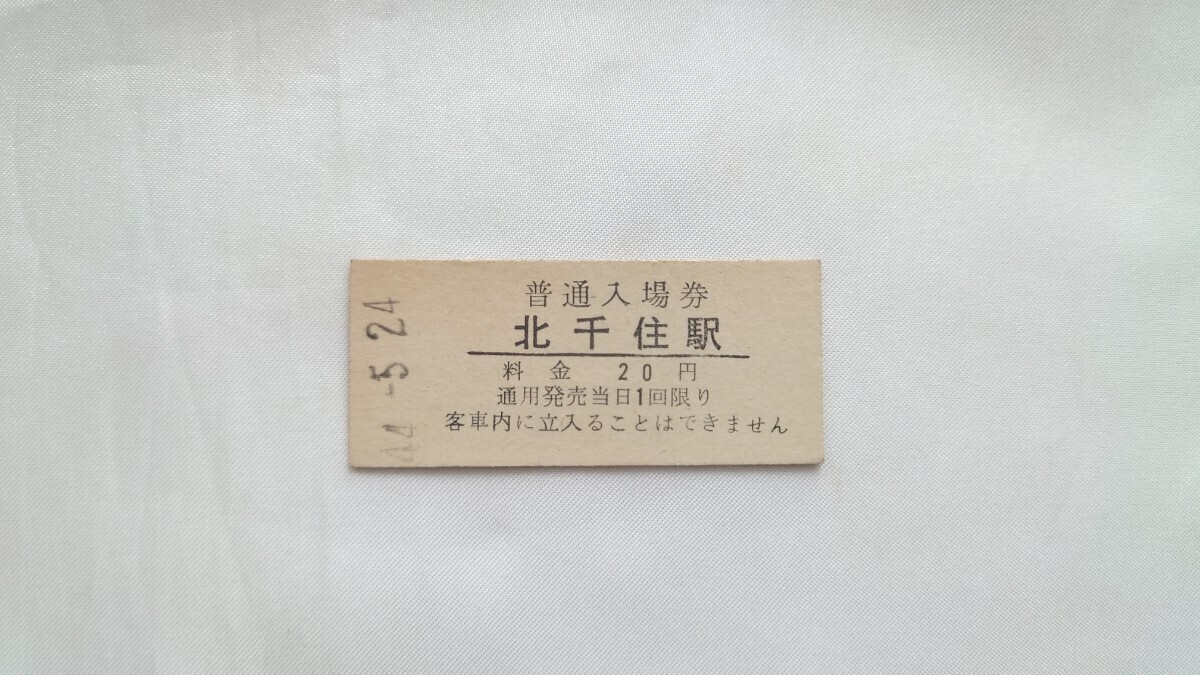 普通入場券
北千住駅
料金 20円
通用発売当日1回限り
客車内に立入ることはできません
44.-5.24